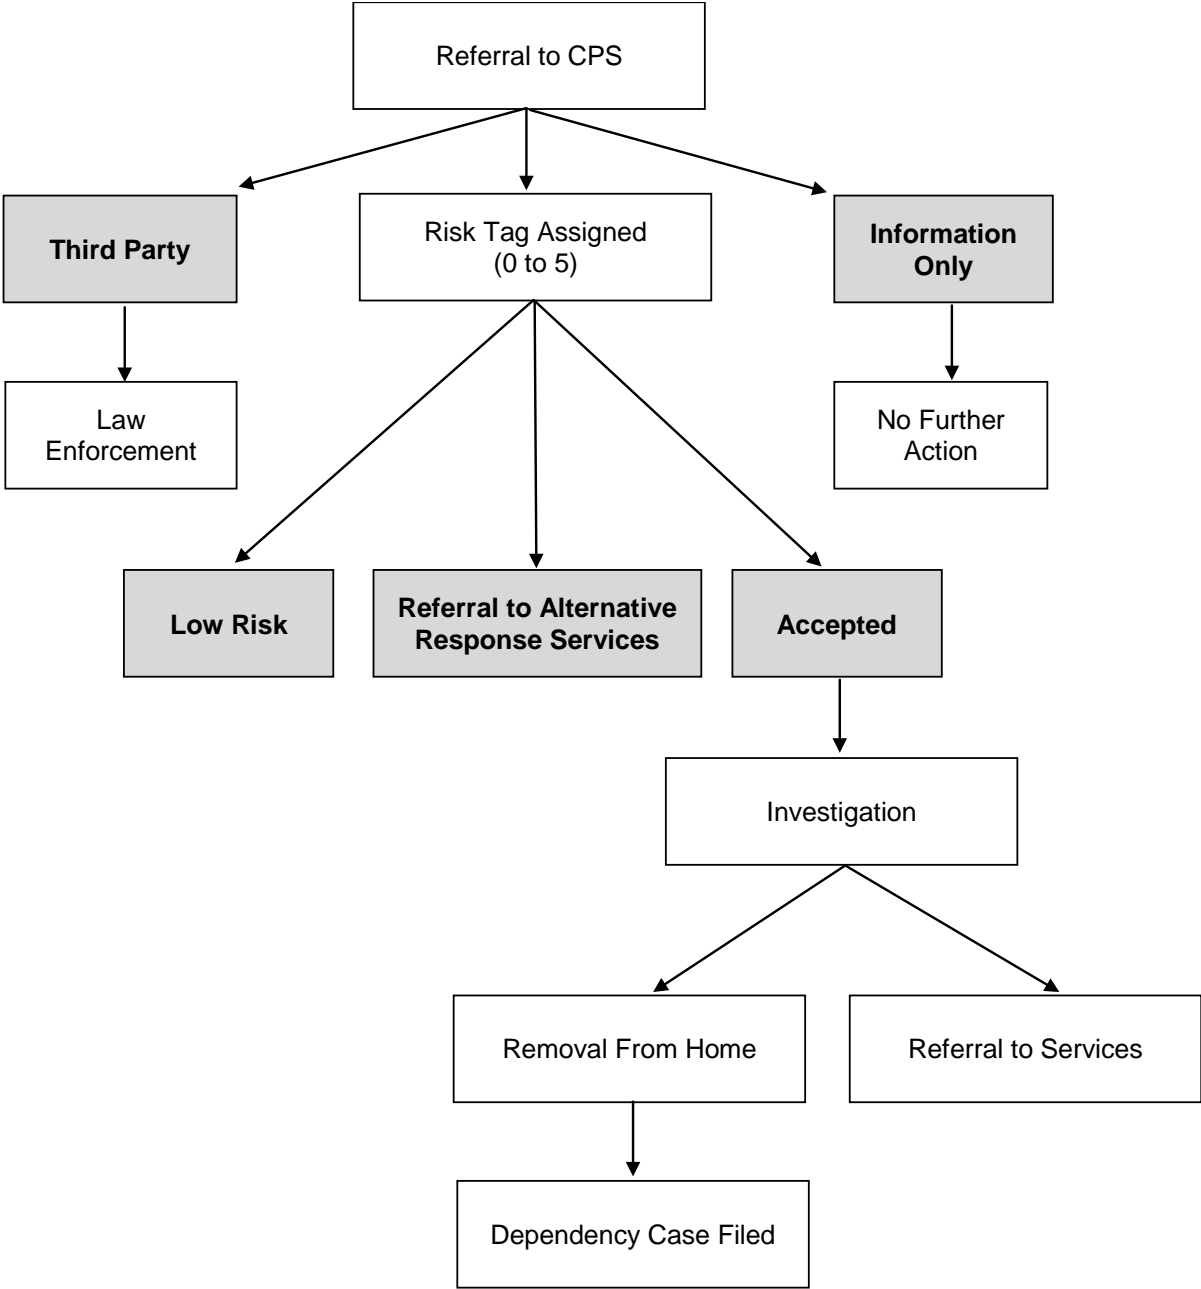 Referral to CPS
Third Party
Risk Tag Assigned
(0 to 5)
Information
Only
Law
Enforcement
No Further
Action
Low Risk
Referral to Alternative
Response Services
Accepted
Investigation
Removal From Home
Referral to Services
Dependency Case Filed